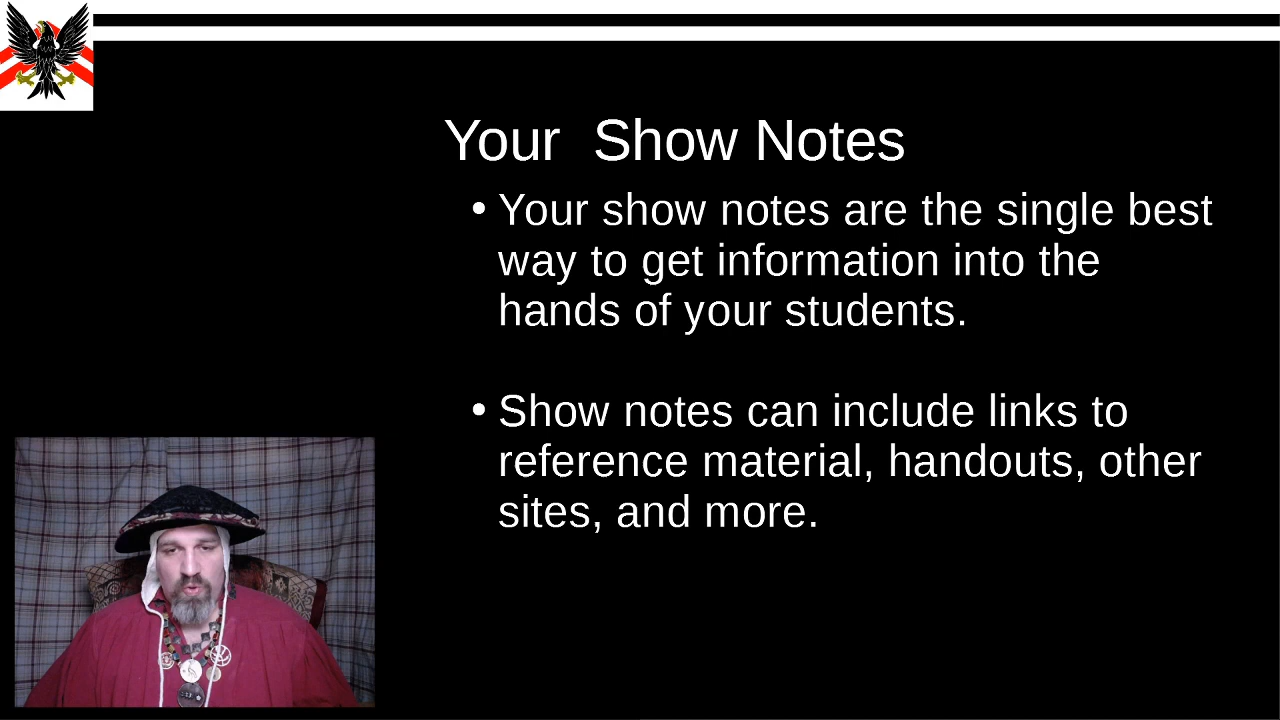 Your  Show Notes
• Your show notes are the single best
way to get information into the
hands of your students.
• Show notes can include links to
reference material, handouts, other
sites, and more.